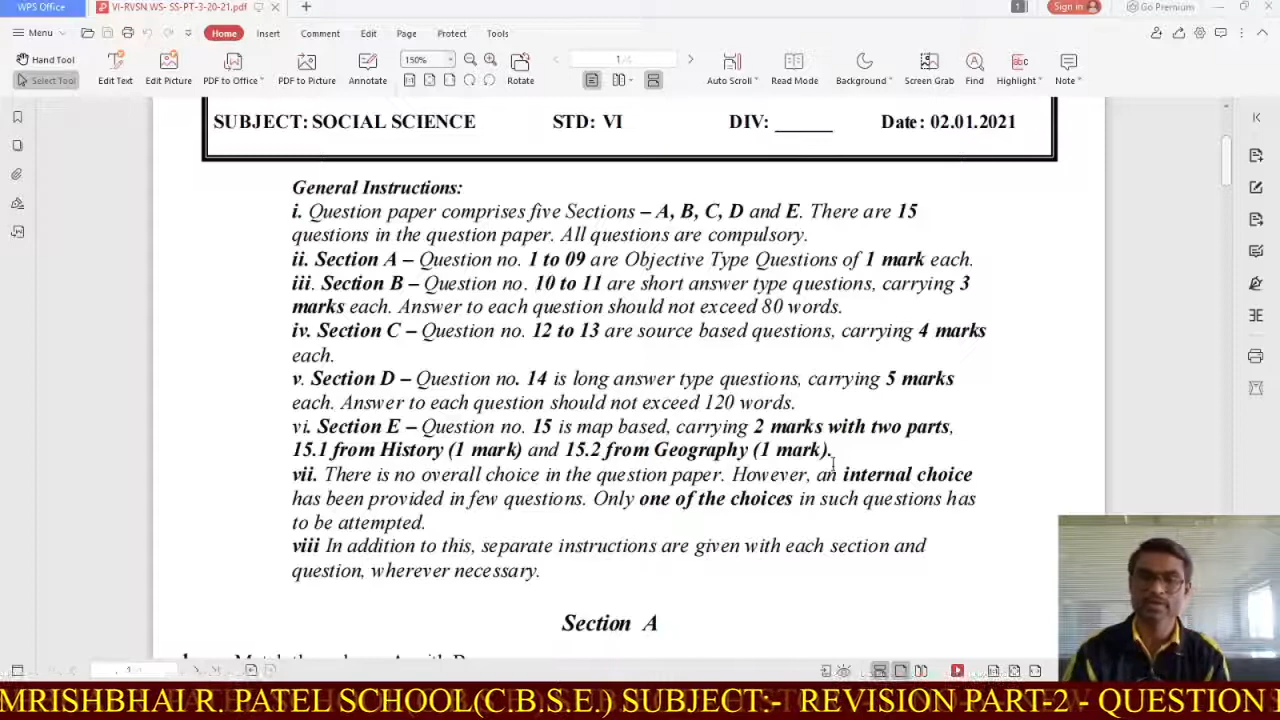 WPS Office
VI-RVSN.WS- SS-PT-3-20-21.pdf
1
Sign in
Go Premium
Menu
Home
Insert
Comment
Edit
Page
Protect
Tools
Hand Tool
Select Tool
Edit Text
Edit Picture
PDF to Office
PDF to Picture
Annotate
150%
Rotate
Auto Scroll
Read Mode
Background
Screen Grab
Find
Highlight
Note
SUBJECT: SOCIAL SCIENCE STD: VI DIV: ______ Date: 02.01.2021
General Instructions:
i. Question paper comprises five Sections – A, B, C, D and E. There are 15
questions in the question paper. All questions are compulsory.
ii. Section A – Question no. 1 to 09 are Objective Type Questions of 1 mark each.
iii. Section B – Question no. 10 to 11 are short answer type questions, carrying 3
marks each. Answer to each question should not exceed 80 words.
iv. Section C – Question no. 12 to 13 are source based questions, carrying 4 marks
each.
v. Section D – Question no. 14 is long answer type questions, carrying 5 marks
each. Answer to each question should not exceed 120 words.
vi. Section E – Question no. 15 is map based, carrying 2 marks with two parts,
15.1 from History (1 mark) and 15.2 from Geography (1 mark).
vii. There is no overall choice in the question paper. However, an internal choice
has been provided in few questions. Only one of the choices in such questions has
to be attempted.
viii In addition to this, separate instructions are given with each section and
question, wherever necessary.
Section A
MRISHBHAI R. PATEL SCHOOL(C.B.S.E.) SUBJECT:- REVISION PART-2 - QUESTION